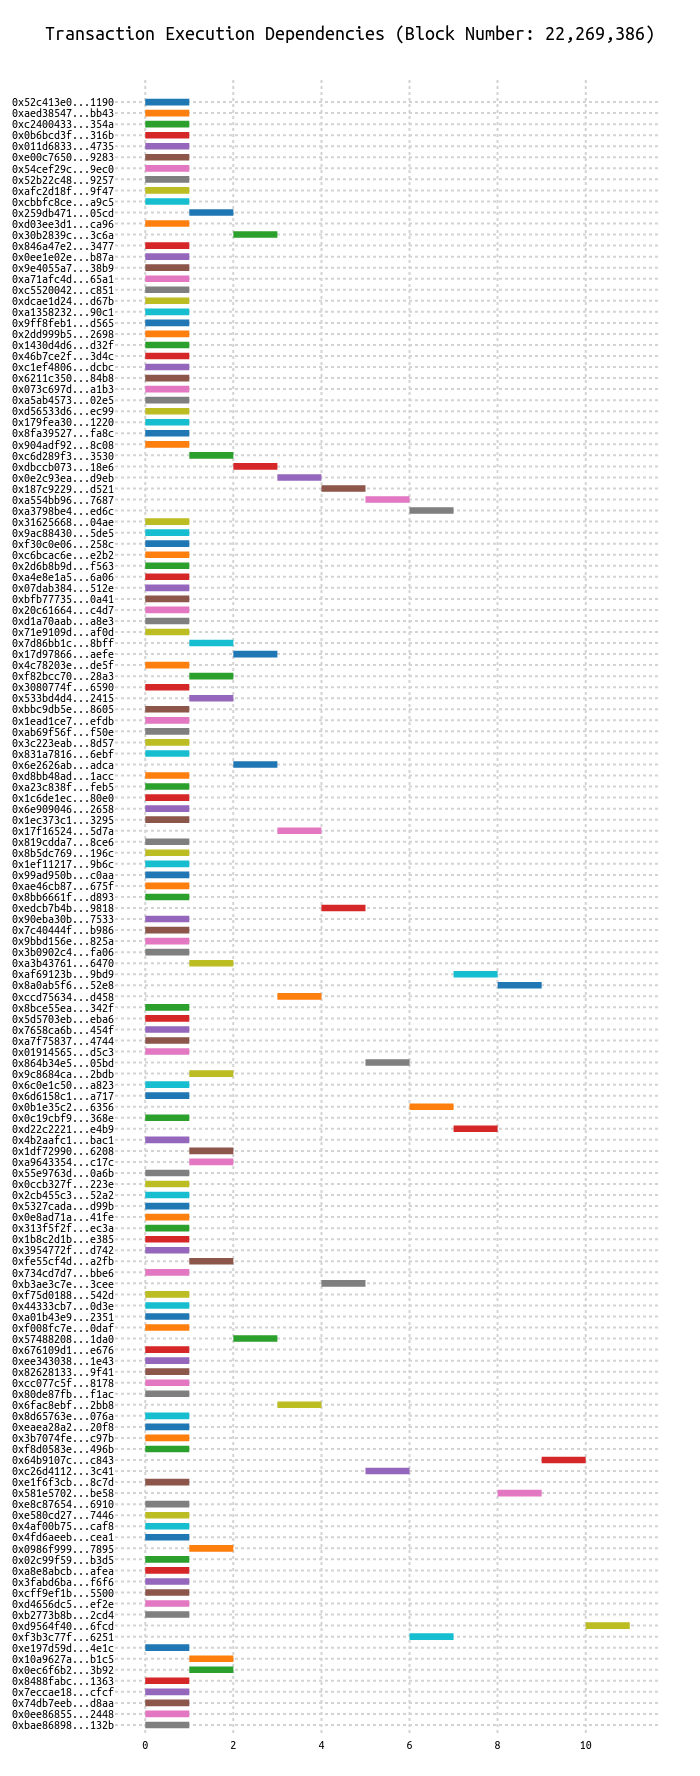 Transaction Execution Dependencies (Block Number: 22,269,386)
0x52c413e0...1190
0xaed38547...bb43
0xc2400433...354a
0x0b6bcd3f...316b
0x011d6833...4735
0xe00c7650...9283
0x54cef29c...9ec0
0x52b22c48...9257
0xafc2d18f...9f47
0xcbbfc8ce...a9c5
0x259db471...05cd
0xd03ee3d1...ca96
0x30b2839c...3c6a
0x846a47e2...3477
0x0ee1e02e...b87a
0x9e4055a7...38b9
0xa71afc4d...65a1
0xc5520042...c851
0xdcae1d24...d67b
0xa1358232...90c1
0x9ff8feb1...d565
0x2dd999b5...2698
0x1430d4d6...d32f
0x46b7ce2f...3d4c
0xc1ef4806...dcbc
0x6211c350...84b8
0x073c697d...a1b3
0xa5ab4573...02e5
0xd56533d6...ec99
0x179fea30...1220
0x8fa39527...fa8c
0x904adf92...8c08
0xc6d289f3...3530
0xdbccb073...18e6
0x0e2c93ea...d9eb
0x187c9229...d521
0xa554bb96...7687
0xa3798be4...ed6c
0x31625668...04ae
0x9ac88430...5de5
0xf30c0e06...258c
0xc6bcac6e...e2b2
0x2d6b8b9d...f563
0xa4e8e1a5...6a06
0x07dab384...512e
0xbfb77735...0a41
0x20c61664...c4d7
0xd1a70aab...a8e3
0x71e9109d...af0d
0x7d86bb1c...8bff
0x17d97866...aefe
0x4c78203e...de5f
0xf82bcc70...28a3
0x3080774f...6590
0x533bd4d4...2415
0xbbc9db5e...8605
0x1ead1ce7...efdb
0xab69f56f...f50e
0x3c223eab...8d57
0x831a7816...6ebf
0x6e2626ab...adca
0xd8bb48ad...1acc
0xa23c838f...feb5
0x1c6de1ec...80e0
0x6e909046...2658
0x1ec373c1...3295
0x17f16524...5d7a
0x819cdda7...8ce6
0x8b5dc769...196c
0x1ef11217...9b6c
0x99ad950b...c0aa
0xae46cb87...675f
0x8bb6661f...d893
0xedcb7b4b...9818
0x90eba30b...7533
0x7c40444f...b986
0x9bbd156e...825a
0x3b0902c4...fa06
0xa3b43761...6470
0xaf69123b...9bd9
0x8a0ab5f6...52e8
0xccd75634...d458
0x8bce55ea...342f
0x5d5703eb...eba6
0x7658ca6b...454f
0xa7f75837...4744
0x01914565...d5c3
0x864b34e5...05bd
0x9c8684ca...2bdb
0x6c0e1c50...a823
0x6d6158c1...a717
0x0b1e35c2...6356
0x0c19cbf9...368e
0xd22c2221...e4b9
0x4b2aafc1...bac1
0x1df72990...6208
0xa9643354...c17c
0x55e9763d...0a6b
0x0ccb327f...223e
0x2cb455c3...52a2
0x5327cada...d99b
0x0e8ad71a...41fe
0x313f5f2f...ec3a
0x1b8c2d1b...e385
0x3954772f...d742
0xfe55cf4d...a2fb
0x734cd7d7...bbe6
0xb3ae3c7e...3cee
0xf75d0188...542d
0x44333cb7...0d3e
0xa01b43e9...2351
0xf008fc7e...0daf
0x57488208...1da0
0x676109d1...e676
0xee343038...1e43
0x82628133...9f41
0xcc077c5f...8178
0x80de87fb...f1ac
0x6fac8ebf...2bb8
0x8d65763e...076a
0xeaea28a2...20f8
0x3b7074fe...c97b
0xf8d0583e...496b
0x64b9107c...c843
0xc26d4112...3c41
0xe1f6f3cb...8c7d
0x581e5702...be58
0xe8c87654...6910
0xe580cd27...7446
0x4af00b75...caf8
0x4fd6aeeb...cea1
0x0986f999...7895
0x02c99f59...b3d5
0xa8e8abcb...afea
0x3fabd6ba...f6f6
0xcff9ef1b...5500
0xd4656dc5...ef2e
0xb2773b8b...2cd4
0xd9564f40...6fcd
0xf3b3c77f...6251
0xe197d59d...4e1c
0x10a9627a...b1c5
0x0ec6f6b2...3b92
0x8488fabc...1363
0x7eccae18...cfcf
0x74db7eeb...d8aa
0x0ee86855...2448
0xbae86898...132b
0 2 4 6 8 10